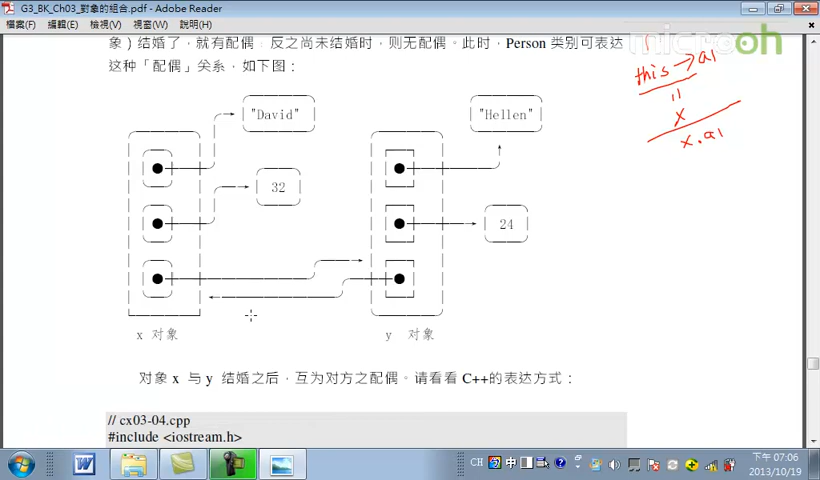 G3_BK_Ch03_對象的組合.pdf - Adobe Reader
檔案(F) 編輯(E) 檢視(V) 視窗(W) 說明(H)
microoh
象）结婚了，就有配偶；反之尚未结婚时，则无配偶。此时，Person 类别可表达
这种「配偶」关系，如下图：
this→a1
"
x
x.a1
"David" "Hellen"
32
24
x 对象 y 对象
对象 x 与 y 结婚之后，互为对方之配偶。请看看 C++的表达方式：
// cx03-04.cpp
#include <iostream.h>
CH 中
下午 07:06
2013/10/19